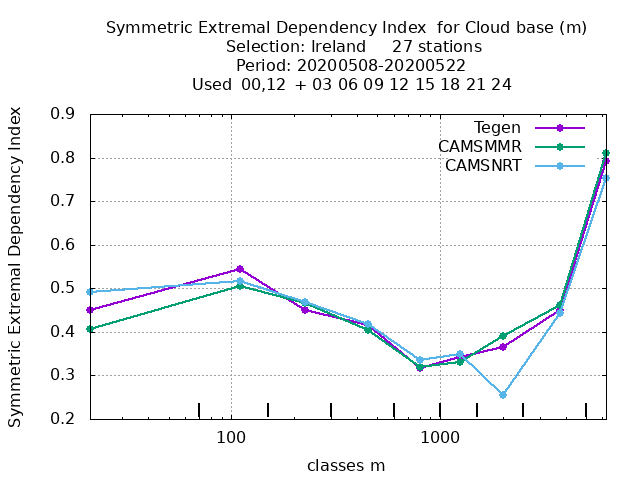 Symmetric Extremal Dependency Index  for Cloud base (m)
Selection: Ireland     27 stations
Period: 20200508-20200522
Used  00,12  + 03 06 09 12 15 18 21 24
Symmetric Extremal Dependency Index
0.9
0.8
0.7
0.6
0.5
0.4
0.3
0.2
Tegen
CAMSMMR
CAMSNRT
100
1000
classes m